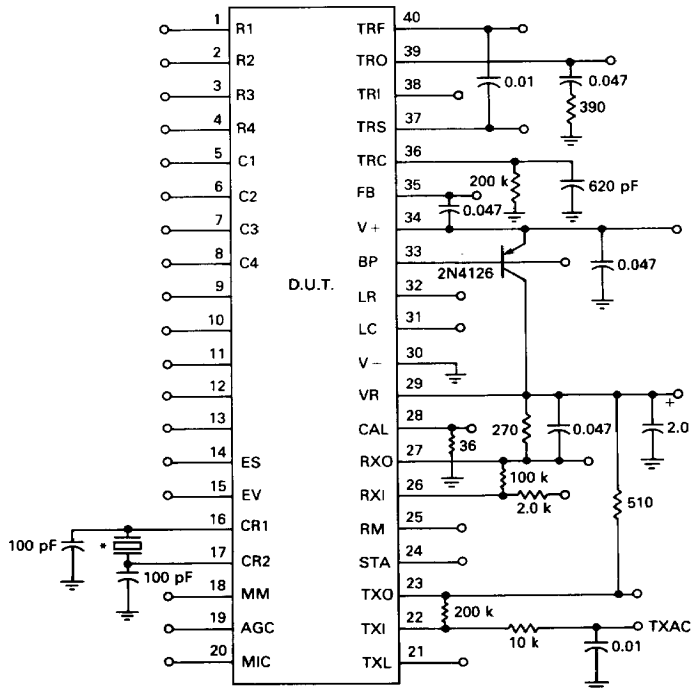 1 R1
2 R2
3 R3
4 R4
5 C1
6 C2
7 C3
8 C4
9
10
11
12
13
14 ES
15 EV
16 CR1
17 CR2
18 MM
19 AGC
20 MIC
100 pF
*
100 pF
D.U.T.
TRF 40
TRO 39
TRI 38
TRS 37
TRC 36
FB 35
V+ 34
BP 33
LR 32
LC 31
V− 30
VR 29
CAL 28
RXO 27
RXI 26
RM 25
STA 24
TXO 23
TXI 22
TXL 21
0.01
0.047
390
200 k
620 pF
0.047
2N4126
0.047
270
0.047
+
2.0
36
100 k
2.0 k
510
200 k
10 k
TXAC
0.01